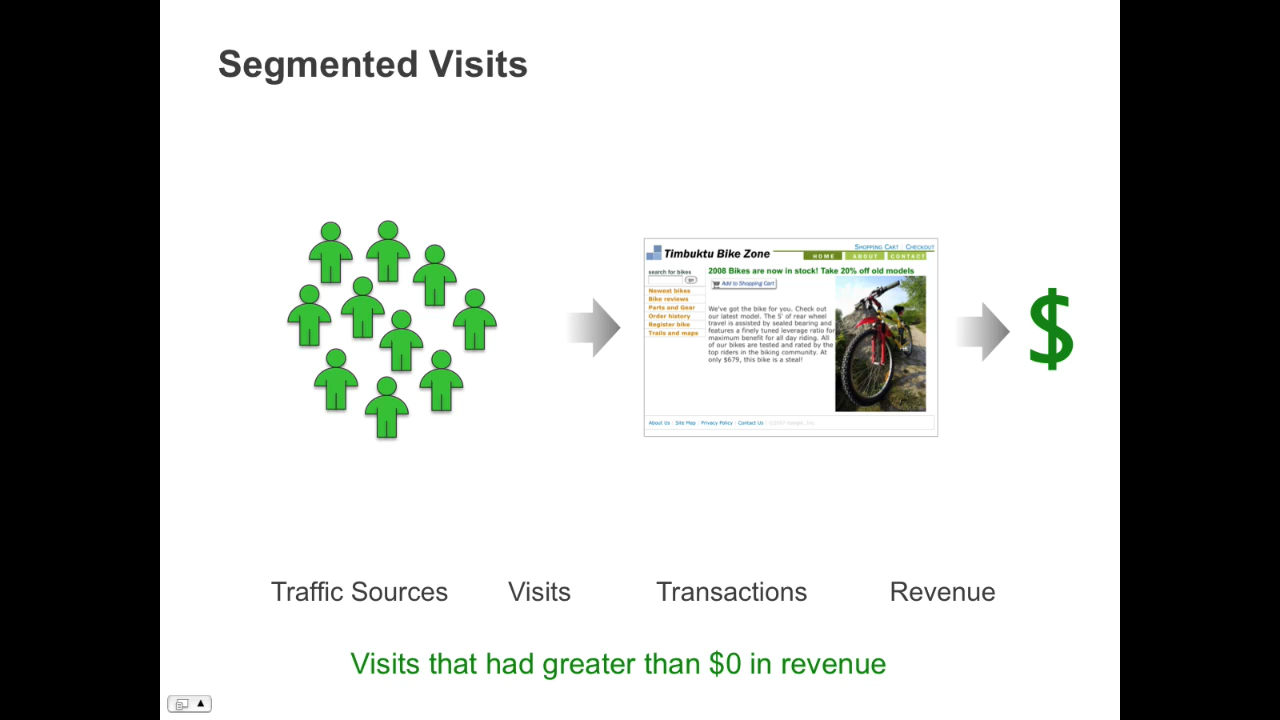 Segmented Visits
Timbuktu Bike Zone
SHOPPING CART | CHECKOUT
HOME ABOUT CONTACT
search for bikes
go
2008 Bikes are now in stock! Take 20% off old models
Add to Shopping Cart
Newest bikes
Bike reviews
Parts and Gear
Order history
Register bike
Trails and maps
We've got the bike for you. Check out
our latest model. The 5' of rear wheel
travel is assisted by sealed bearing and
features a finely tuned leverage ratio for
maximum benefit for all day riding. All
of our bikes are tested and rated by the
top riders in the biking community. At
only $679, this bike is a steal!
About Us | Site Map | Privacy Policy | Contact Us |
$
Traffic Sources Visits Transactions Revenue
Visits that had greater than $0 in revenue